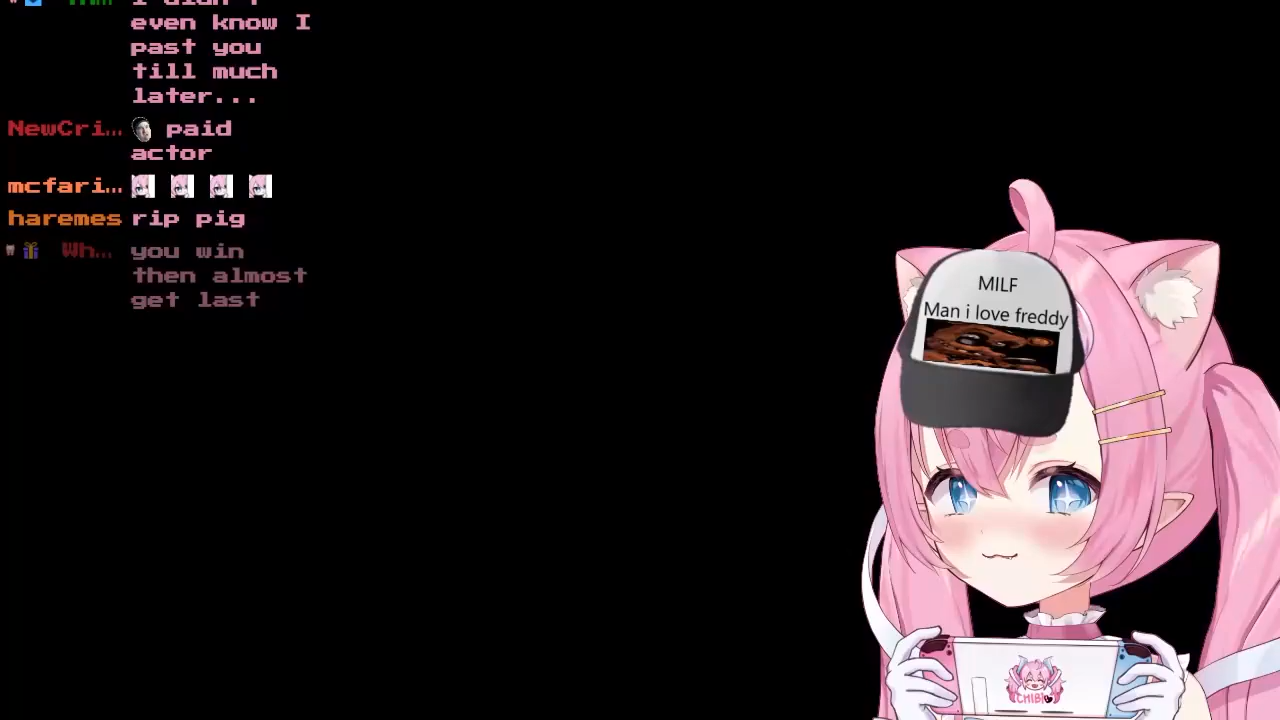 even know I
past you
till much
later...
NewCri... paid
actor
mcfari...
haremes rip pig
Wh... you win
then almost
get last
MILF
Man i love freddy
CHIBI